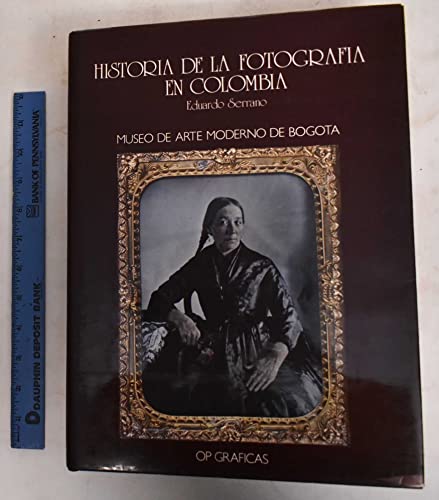 HISTORIA DE LA FOTOGRAFIA
EN COLOMBIA
Eduardo Serrano
MUSEO DE ARTE MODERNO DE BOGOTA
OP GRAFICAS
BANK OF PENNSYLVANIA
DAUPHIN DEPOSIT BANK